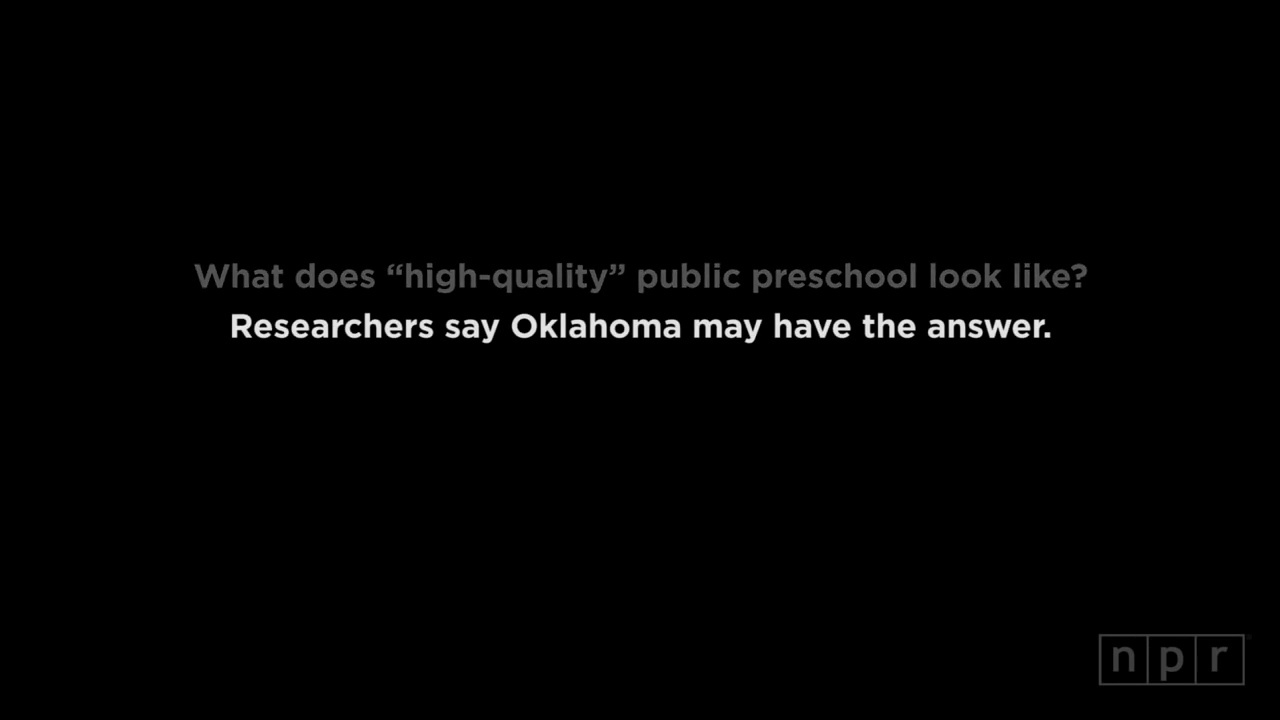 What does “high-quality” public preschool look like?
Researchers say Oklahoma may have the answer.
npr